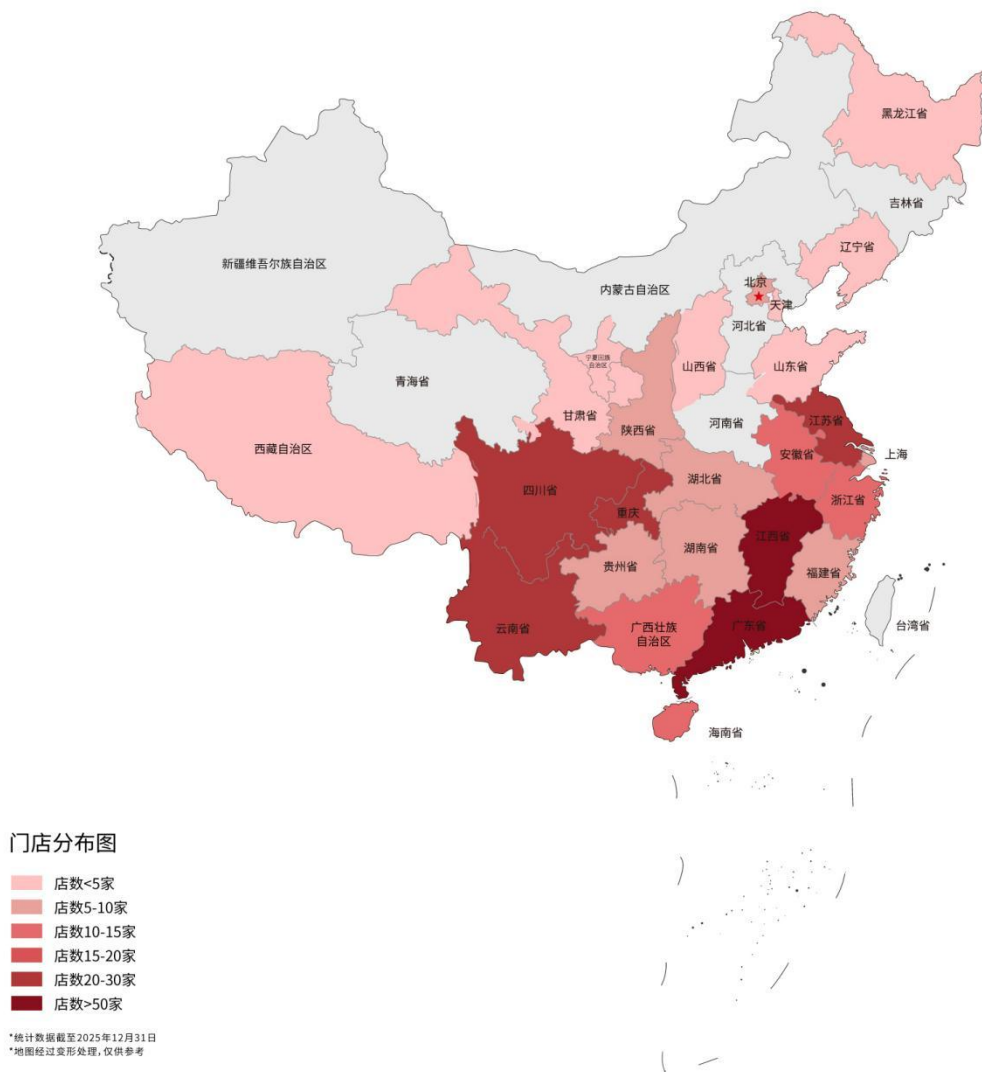 黑龙江省
吉林省
辽宁省
新疆维吾尔族自治区
内蒙古自治区
北京
天津
河北省
宁夏回族
自治区
山西省
山东省
青海省
甘肃省
陕西省
河南省
江苏省
西藏自治区
安徽省
上海
四川省
湖北省
浙江省
重庆
江西省
湖南省
贵州省
福建省
云南省
广西壮族
自治区
广东省
台湾省
海南省
门店分布图
店数<5家
店数5-10家
店数10-15家
店数15-20家
店数20-30家
店数>50家
*统计数据截至2025年12月31日
*地图经过变形处理,仅供参考